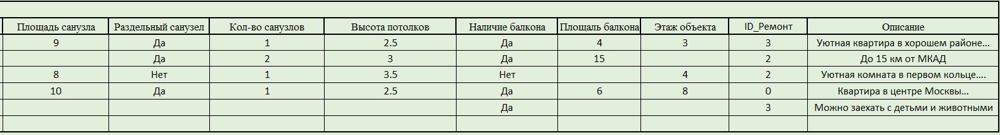 Площадь санузла Раздельный санузел Кол-во санузлов Высота потолков Наличие балкона Площаль балкона Этаж объекта ID_Ремонт Описание
9 Да 1 2.5 Да 4 3 3 Уютная квартира в хорошем районе...
Да 2 3 Да 15 2 До 15 км от МКАД
8 Нет 1 3.5 Нет 4 2 Уютная комната в первом кольце....
10 Да 1 2.5 Да 6 8 0 Квартира в центре Москвы...
Да 3 Можно заехать с детьми и животными